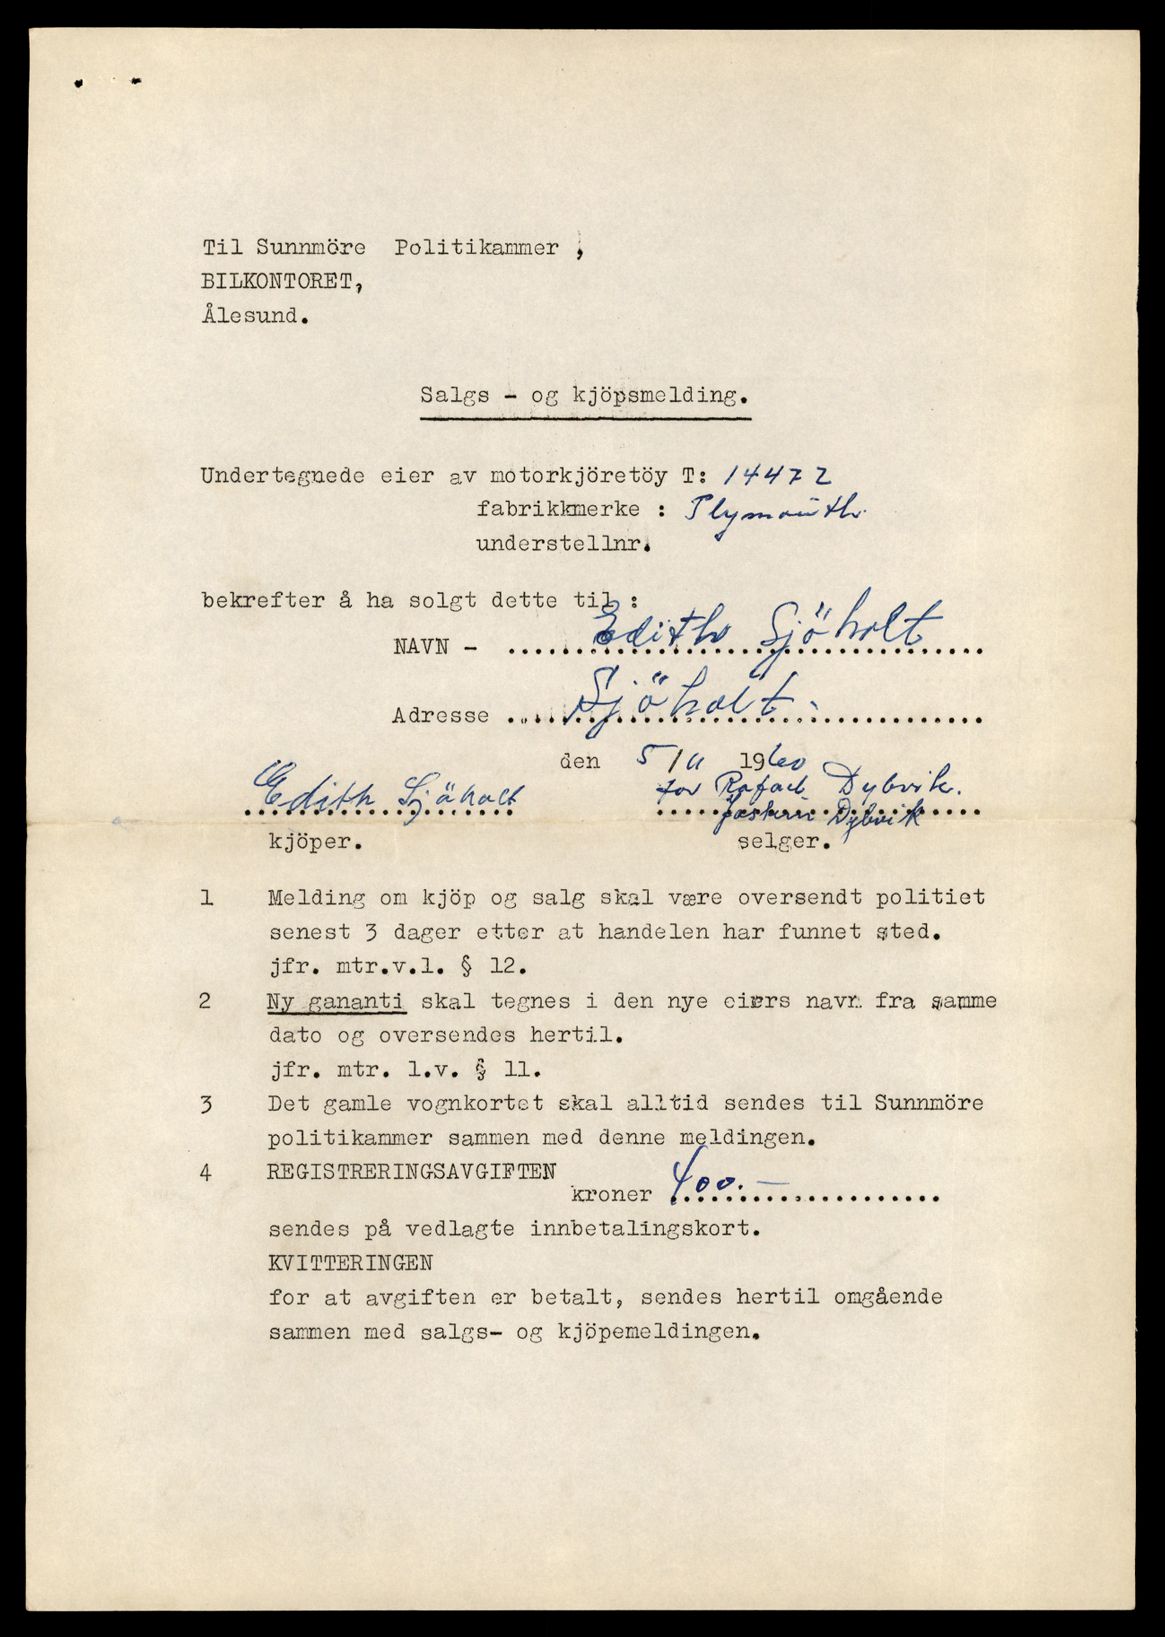 Til Sunnmöre Politikammer ,
BILKONTORET,
Ålesund.
Salgs - og kjöpsmelding.
Undertegnede eier av motorkjöretöy T: 14472
fabrikkmerke : Plymouth
understellnr.
bekrefter å ha solgt dette til :
NAVN - Edith Sjöholt
Adresse Sjöholt.
den 5/11 1960
Edith Sjöholt for Rafael Dybvik.
Dybvik
kjöper. selger.
1 Melding om kjöp og salg skal være oversendt politiet
senest 3 dager etter at handelen har funnet sted.
jfr. mtr.v.l. § 12.
2 Ny gananti skal tegnes i den nye eiers navn fra samme
dato og oversendes hertil.
jfr. mtr. l.v. § 11.
3 Det gamle vognkortet skal alltid sendes til Sunnmöre
politikammer sammen med denne meldingen.
4 REGISTRERINGSAVGIFTEN
kroner 400.-
sendes på vedlagte innbetalingskort.
KVITTERINGEN
for at avgiften er betalt, sendes hertil omgående
sammen med salgs- og kjöpemeldingen.